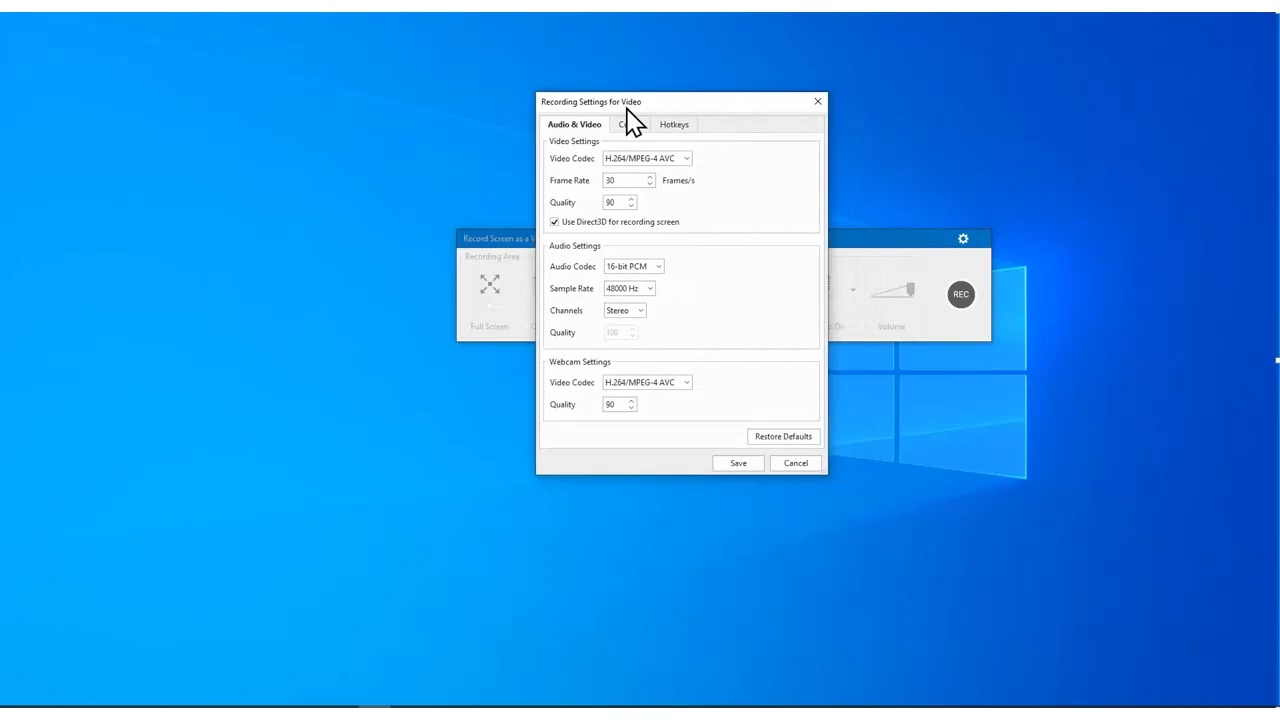 Recording Settings for Video
Audio & Video Hotkeys
Video Settings
Video Codec H.264/MPEG-4 AVC
Frame Rate 30 Frames/s
Quality 90
Use Direct3D for recording screen
Record Screen as a V
Recording Area
Audio Settings
Audio Codec 16-bit PCM
Sample Rate 48000 Hz
REC
Channels Stereo
Full Screen
Volume
Quality 100
Webcam Settings
Video Codec H.264/MPEG-4 AVC
Quality 90
Restore Defaults
Save Cancel